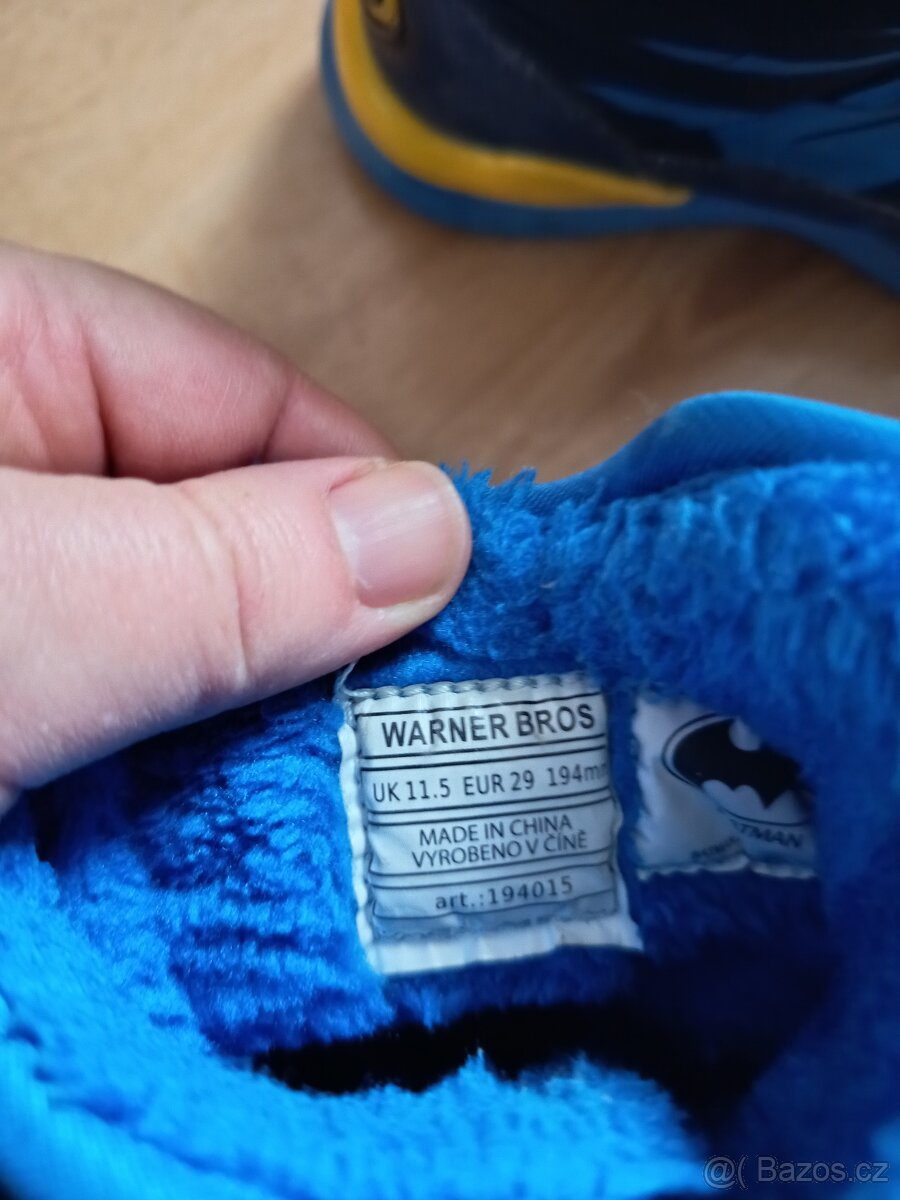 WARNER BROS
UK 11.5 EUR 29 194mm
MADE IN CHINA
VYROBENO V ČÍNĚ
art.:194015
@( Bazos.cz